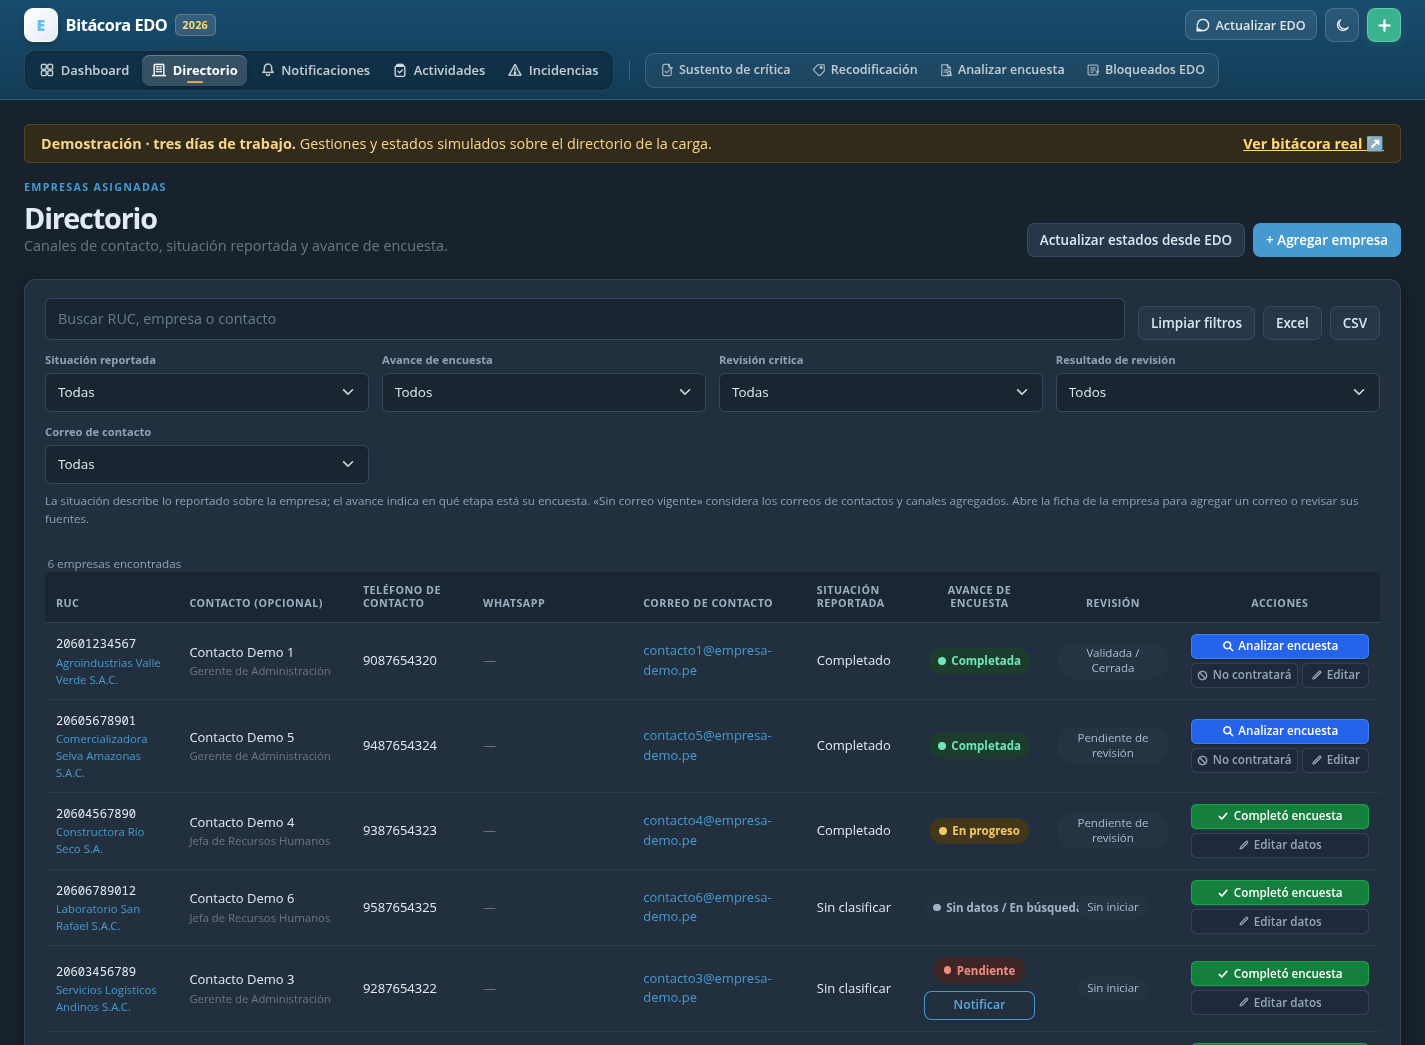 E Bitácora EDO 2026
Actualizar EDO
Dashboard Directorio Notificaciones Actividades Incidencias
Sustento de crítica Recodificación Analizar encuesta Bloqueados EDO
Demostración · tres días de trabajo. Gestiones y estados simulados sobre el directorio de la carga.
Ver bitácora real ↗
EMPRESAS ASIGNADAS
Directorio
Canales de contacto, situación reportada y avance de encuesta.
Actualizar estados desde EDO
+ Agregar empresa
Buscar RUC, empresa o contacto
Limpiar filtros
Excel
CSV
Situación reportada
Avance de encuesta
Revisión crítica
Resultado de revisión
Todas
Todos
Todas
Todos
Correo de contacto
Todas
La situación describe lo reportado sobre la empresa; el avance indica en qué etapa está su encuesta. «Sin correo vigente» considera los correos de contactos y canales agregados. Abre la ficha de la empresa para agregar un correo o revisar sus
fuentes.
6 empresas encontradas
RUC
CONTACTO (OPCIONAL)
TELÉFONO DE
CONTACTO
WHATSAPP
CORREO DE CONTACTO
SITUACIÓN
REPORTADA
AVANCE DE
ENCUESTA
REVISIÓN
ACCIONES
20601234567
Agroindustrias Valle
Verde S.A.C.
Contacto Demo 1
Gerente de Administración
9087654320
—
contacto1@empresa-
demo.pe
Completado
Completada
Validada /
Cerrada
Analizar encuesta
No contratará
Editar
20605678901
Comercializadora
Selva Amazonas
S.A.C.
Contacto Demo 5
Gerente de Administración
9487654324
—
contacto5@empresa-
demo.pe
Completado
Completada
Pendiente de
revisión
Analizar encuesta
No contratará
Editar
20604567890
Constructora Río
Seco S.A.
Contacto Demo 4
Jefa de Recursos Humanos
9387654323
—
contacto4@empresa-
demo.pe
Completado
En progreso
Pendiente de
revisión
Completó encuesta
Editar datos
20606789012
Laboratorio San
Rafael S.A.C.
Contacto Demo 6
Jefa de Recursos Humanos
9587654325
—
contacto6@empresa-
demo.pe
Sin clasificar
Sin datos / En búsqueda
Sin iniciar
Completó encuesta
Editar datos
20603456789
Servicios Logísticos
Andinos S.A.C.
Contacto Demo 3
Gerente de Administración
9287654322
—
contacto3@empresa-
demo.pe
Sin clasificar
Pendiente
Notificar
Sin iniciar
Completó encuesta
Editar datos